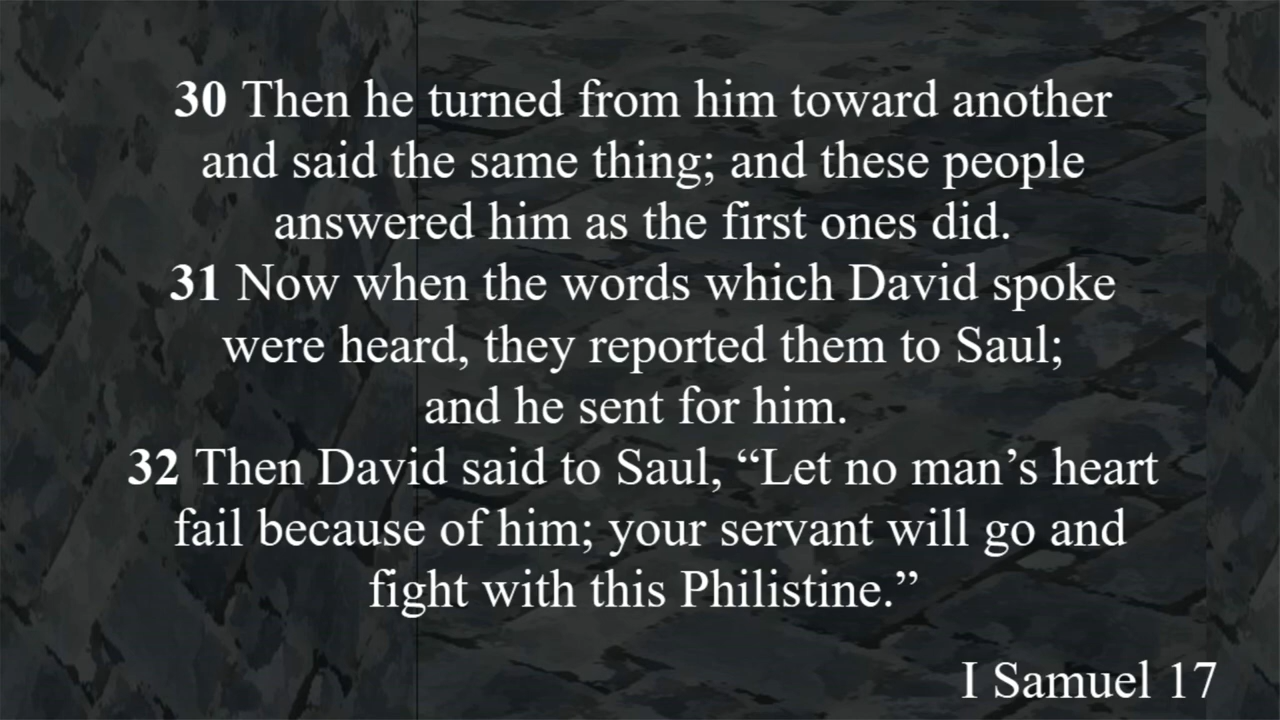 30 Then he turned from him toward another
and said the same thing; and these people
answered him as the first ones did.
31 Now when the words which David spoke
were heard, they reported them to Saul;
and he sent for him.
32 Then David said to Saul, “Let no man’s heart
fail because of him; your servant will go and
fight with this Philistine.”
I Samuel 17